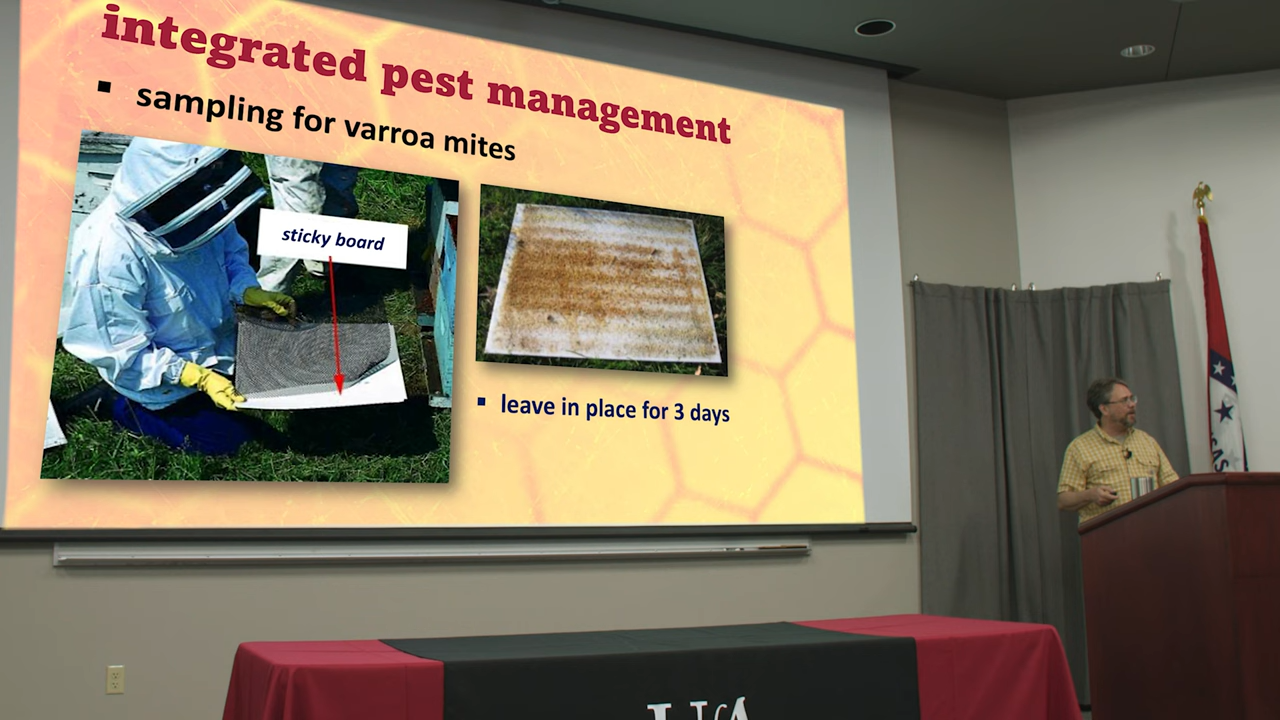 integrated pest management
▪ sampling for varroa mites
sticky board
▪ leave in place for 3 days